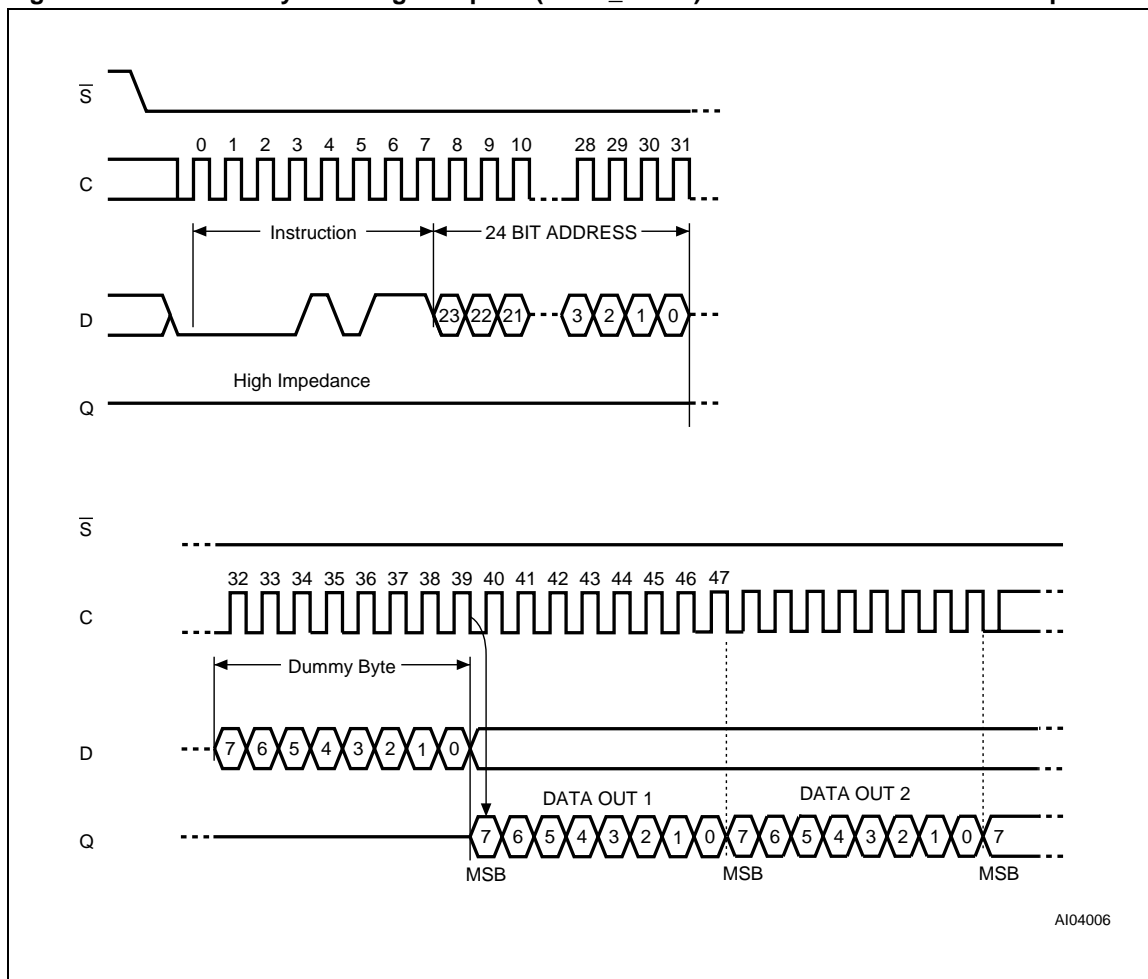 S
0 1 2 3 4 5 6 7 8 9 10 28 29 30 31
C
Instruction 24 BIT ADDRESS
D 23 22 21 3 2 1 0
High Impedance
Q
S
32 33 34 35 36 37 38 39 40 41 42 43 44 45 46 47
C
Dummy Byte
D 7 6 5 4 3 2 1 0
DATA OUT 1 DATA OUT 2
Q 7 6 5 4 3 2 1 0 7 6 5 4 3 2 1 0 7
MSB MSB MSB
AI04006